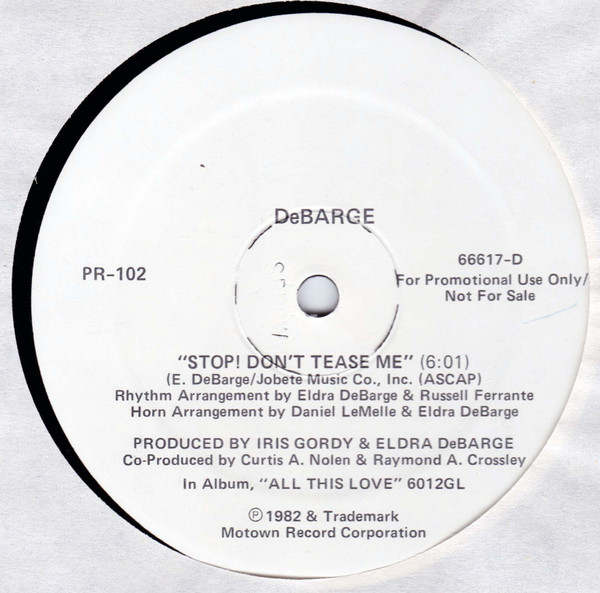 DeBARGE
PR-102
66617-D
For Promotional Use Only/
Not For Sale
"STOP! DON'T TEASE ME" (6:01)
(E. DeBarge/Jobete Music Co., Inc. (ASCAP)
Rhythm Arrangement by Eldra DeBarge & Russell Ferrante
Horn Arrangement by Daniel LeMelle & Eldra DeBarge
PRODUCED BY IRIS GORDY & ELDRA DeBARGE
Co-Produced by Curtis A. Nolen & Raymond A. Crossley
In Album, "ALL THIS LOVE" 6012GL
℗ 1982 & Trademark
Motown Record Corporation